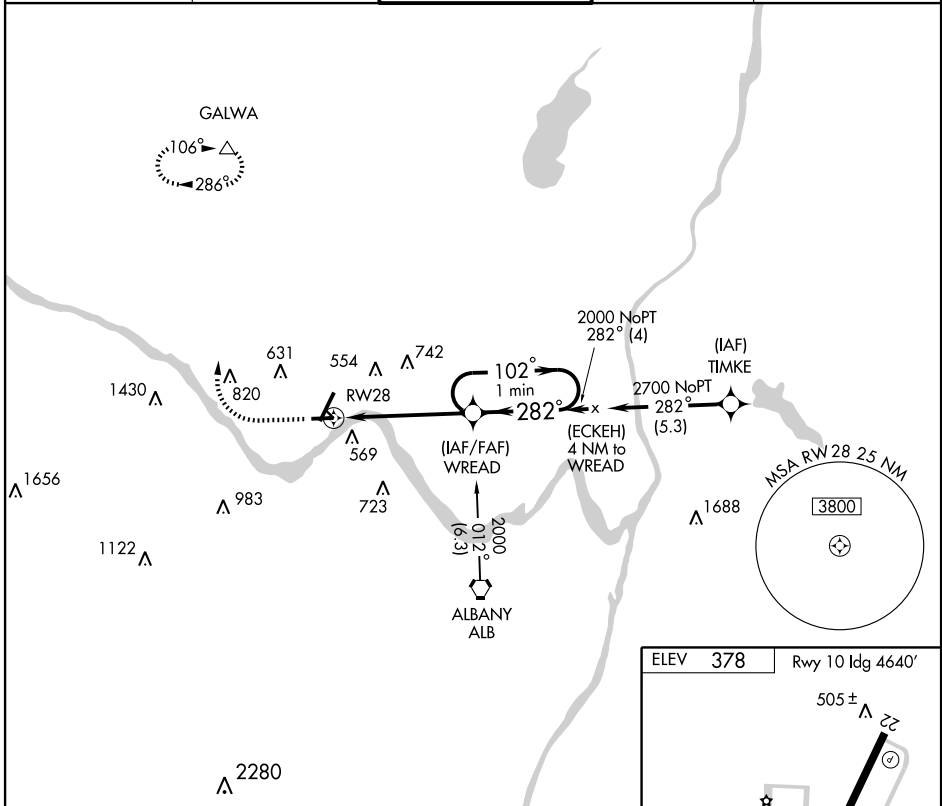 GALWA
106°
286°
2000 NoPT
282° (4)
(IAF)
TIMKE
631
554
742
820
1430
RW28
102°
1 min
282°
2700 NoPT
282°
(5.3)
(IAF/FAF)
WREAD
(ECKEH)
4 NM to
WREAD
569
1656
983
723
1122
1688
2000
012°
(6.3)
ALBANY
ALB
MSA RW 28 25 NM
3800
ELEV 378
Rwy 10 ldg 4640'
505 ±
22
P
2280